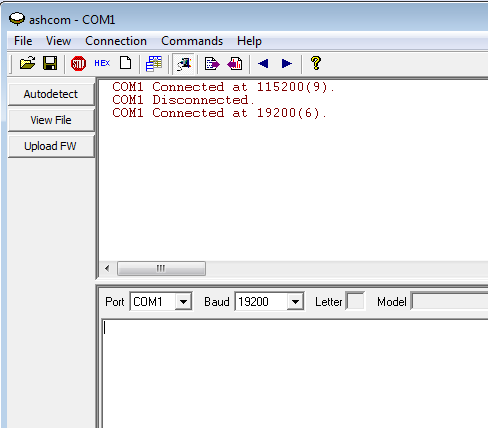 ashcom - COM1
File View Connection Commands Help
HEX
Autodetect
View File
Upload FW
COM1 Connected at 115200(9).
COM1 Disconnected.
COM1 Connected at 19200(6).
Port COM1 Baud 19200 Letter Model